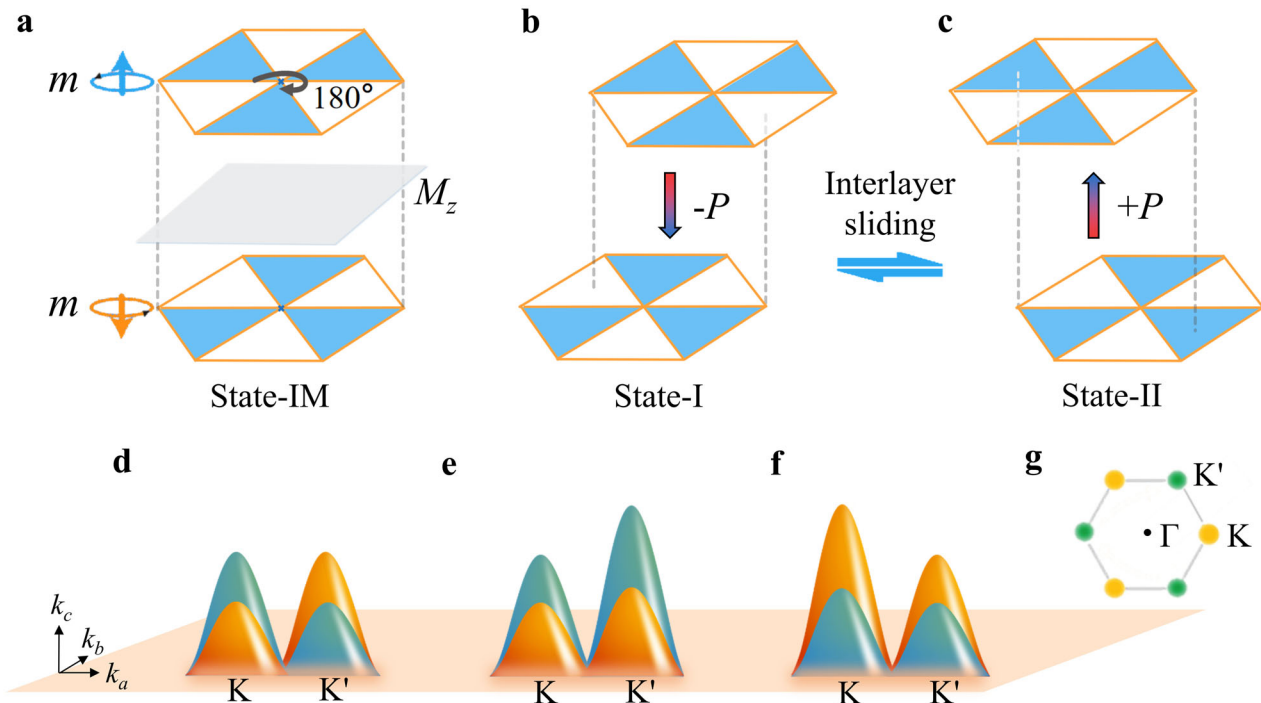 a
b
c
m
180°
M_z
-P
Interlayer
sliding
+P
m
State-IM
State-I
State-II
d
e
f
g
K'
Γ
K
k_c
k_b
k_a
K
K'
K
K'
K
K'